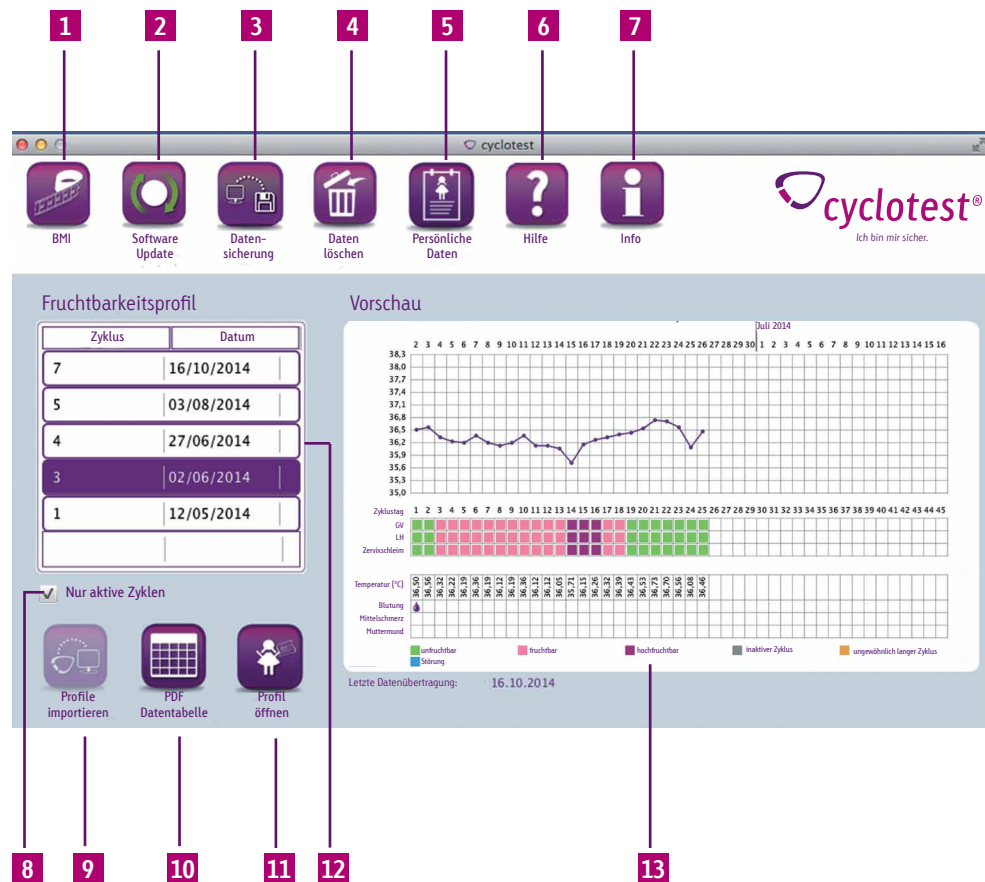 1 2 3 4 5 6 7
cyclotest
BMI
Software Update
Daten-sicherung
Daten löschen
Persönliche Daten
Hilfe
Info
cyclotest®
Ich bin mir sicher.
Fruchtbarkeitsprofil
Zyklus Datum
7 16/10/2014
5 03/08/2014
4 27/06/2014
3 02/06/2014
1 12/05/2014
Nur aktive Zyklen
Profile importieren
PDF Datentabelle
Profil öffnen
Vorschau
Juli 2014
2 3 4 5 6 7 8 9 10 11 12 13 14 15 16 17 18 19 20 21 22 23 24 25 26 27 28 29 30 1 2 3 4 5 6 7 8 9 10 11 12 13 14 15 16
38,3
38,0
37,7
37,4
37,1
36,8
36,5
36,2
35,9
35,6
35,3
35,0
Zyklustag 1 2 3 4 5 6 7 8 9 10 11 12 13 14 15 16 17 18 19 20 21 22 23 24 25 26 27 28 29 30 31 32 33 34 35 36 37 38 39 40 41 42 43 44 45
GV
LH
Zervixschleim
Temperatur (°C) 36,50 36,56 36,32 36,22 36,19 36,36 36,19 36,12 36,19 36,36 36,12 36,12 36,05 35,71 36,15 36,26 36,32 36,39 36,43 36,53 36,73 36,70 36,56 36,08 36,46
Blutung
Mittelschmerz
Muttermund
unfruchtbar fruchtbar hochfruchtbar inaktiver Zyklus ungewöhnlich langer Zyklus
Störung
Letzte Datenübertragung: 16.10.2014
8 9 10 11 12 13